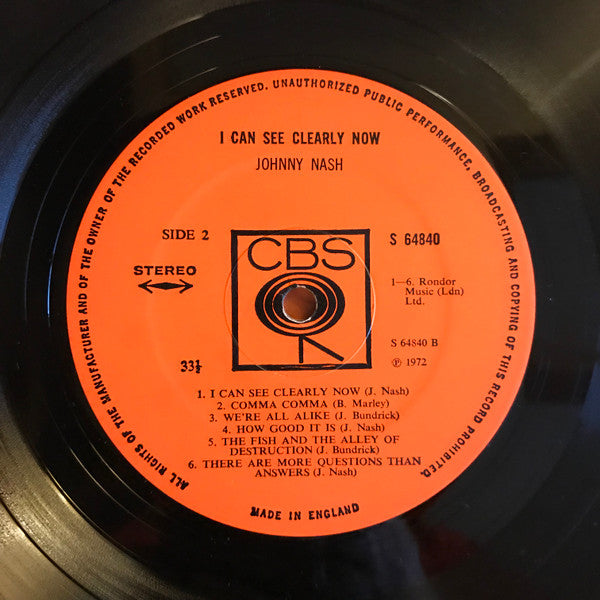 ALL RIGHTS OF THE MANUFACTURER AND OF THE OWNER OF THE RECORDED WORK RESERVED. UNAUTHORIZED PUBLIC PERFORMANCE, BROADCASTING AND COPYING OF THIS RECORD PROHIBITED.
I CAN SEE CLEARLY NOW
JOHNNY NASH
SIDE 2
CBS
S 64840
STEREO
1—6. Rondor
Music (Ldn)
Ltd.
S 64840 B
33⅓
Ⓟ 1972
1. I CAN SEE CLEARLY NOW (J. Nash)
2. COMMA COMMA (B. Marley)
3. WE'RE ALL ALIKE (J. Bundrick)
4. HOW GOOD IT IS (J. Nash)
5. THE FISH AND THE ALLEY OF
DESTRUCTION (J. Bundrick)
6. THERE ARE MORE QUESTIONS THAN
ANSWERS (J. Nash)
MADE IN ENGLAND